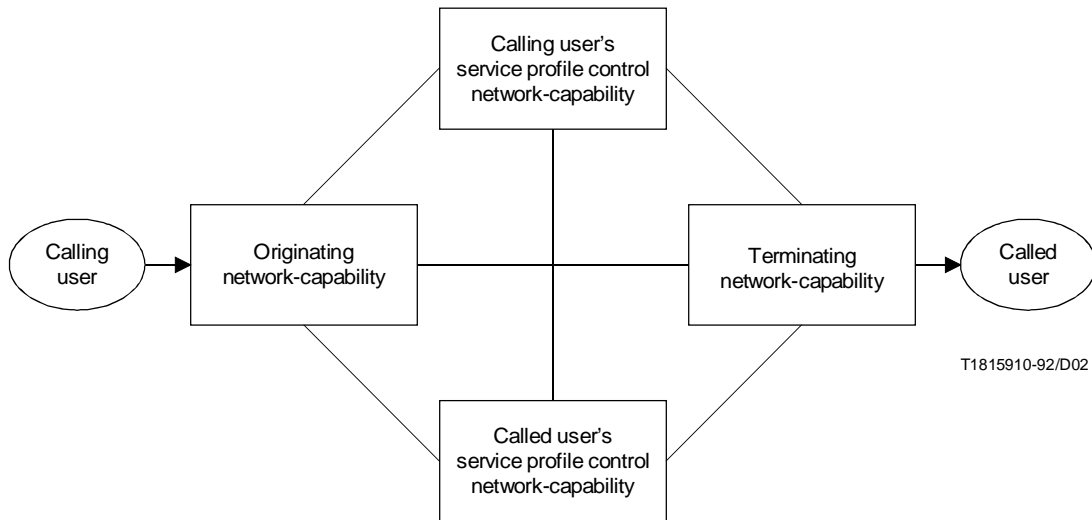 Calling user's
service profile control
network-capability
Calling
user
Originating
network-capability
Terminating
network-capability
Called
user
T1815910-92/D02
Called user's
service profile control
network-capability